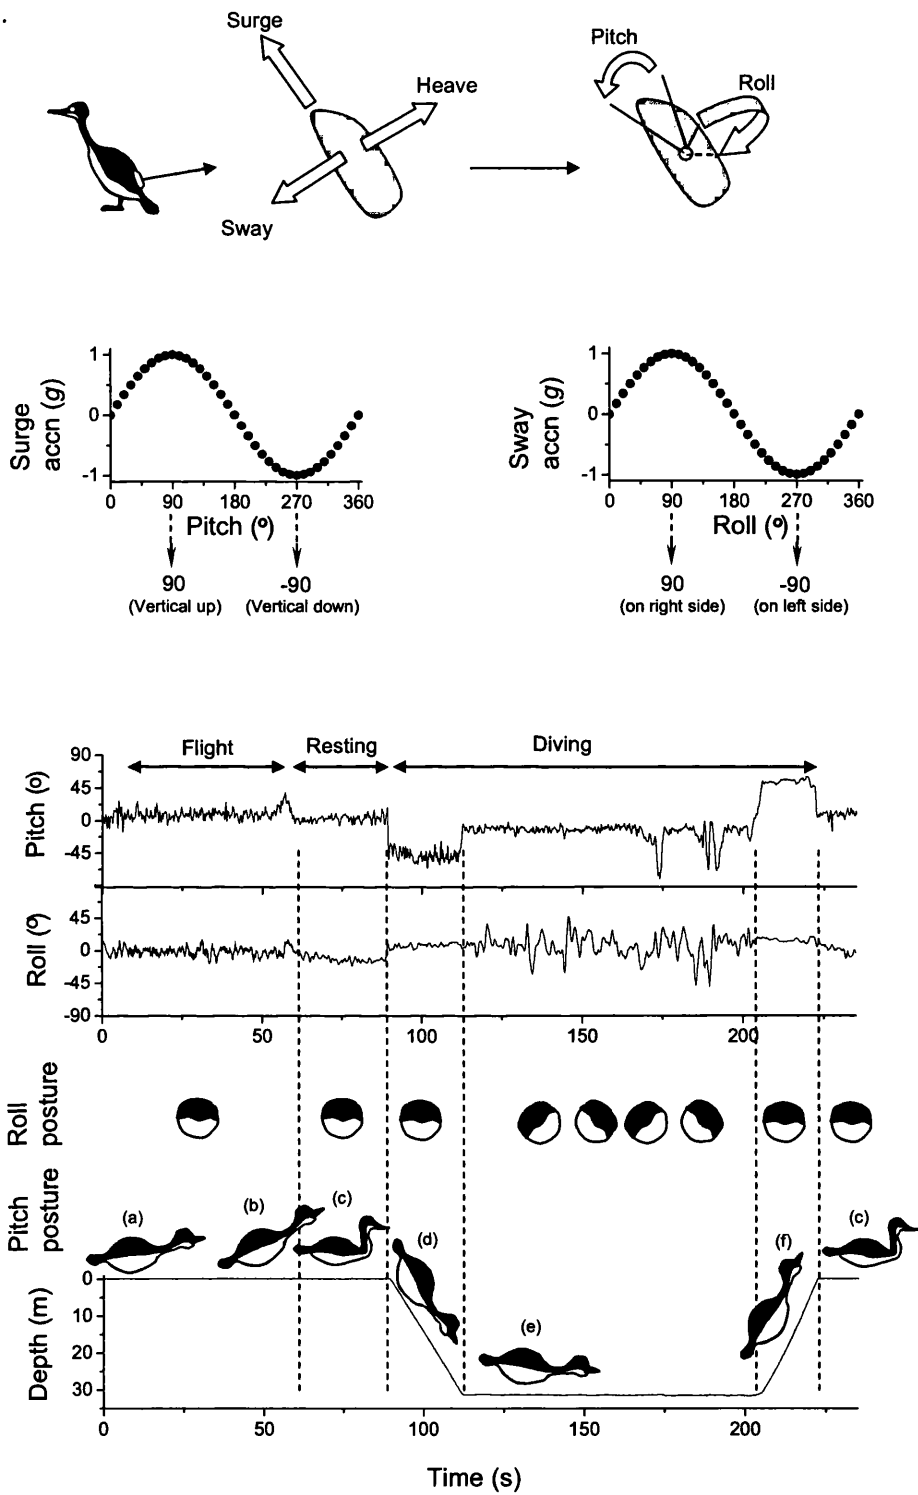 Surge
Heave
Sway
Pitch
Roll
Surge
accn (g)
1
0
-1
0 90 180 270 360
Pitch (º)
90
(Vertical up)
-90
(Vertical down)
Sway
accn (g)
1
0
-1
0 90 180 270 360
Roll (º)
90
(on right side)
-90
(on left side)
Flight Resting Diving
Pitch (o)
90
45
0
-45
Roll (º)
45
0
-45
-90
0 50 100 150 200
Roll
posture
Pitch
posture
(a) (b) (c) (d) (e) (f) (c)
Depth (m)
0
10
20
30
0 50 100 150 200
Time (s)